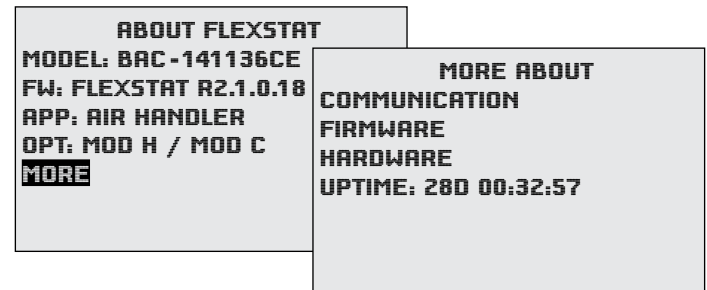 ABOUT FLEXSTAT
MODEL: BAC-141136CE
FW: FLEXSTAT R2.1.0.18
APP: AIR HANDLER
OPT: MOD H / MOD C
MORE
MORE ABOUT
COMMUNICATION
FIRMWARE
HARDWARE
UPTIME: 28D 00:32:57